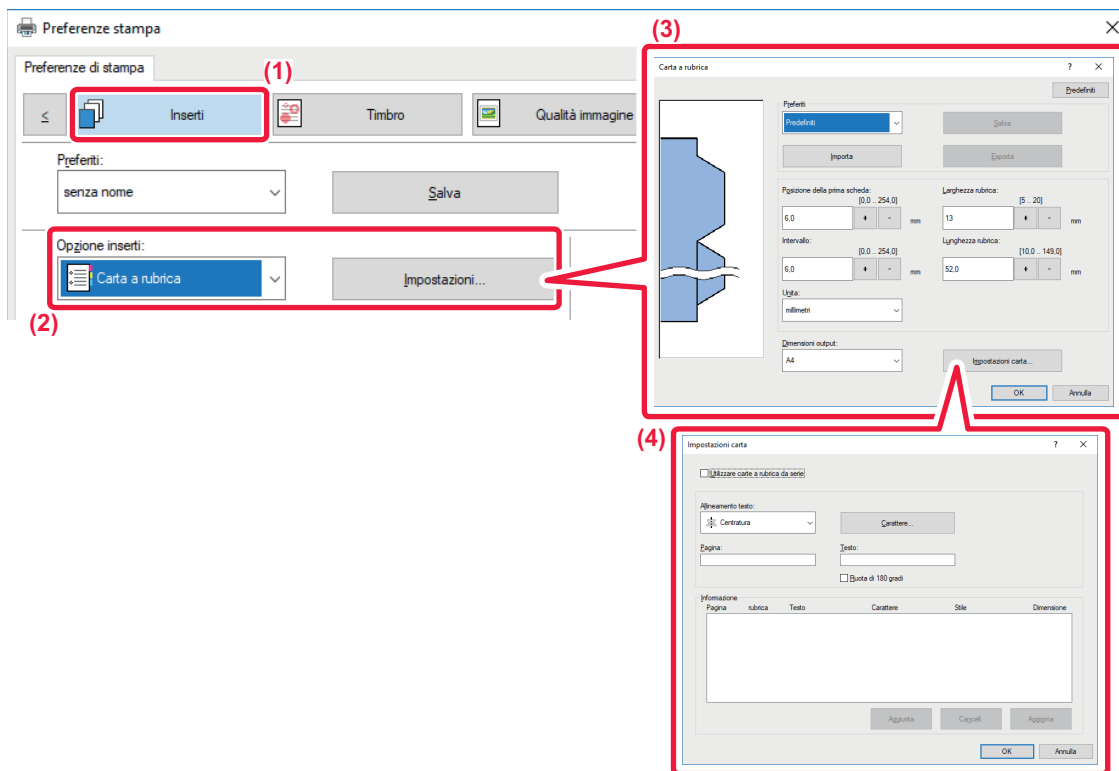 Preferenze stampa
Preferenze di stampa
(1)
≤ Inserti Timbro Qualità immagine
Preferiti:
senza nome Salva
Opzione inserti:
Carta a rubrica Impostazioni...
(2)
(3)
Carta a rubrica ?
Predefiniti
Preferiti
Predefiniti Salva
Importa Esporta
Posizione della prima scheda: Larghezza rubrica:
[0,0 .. 254,0] [5 .. 20]
6,0 + - mm 13 + - mm
Intervallo: Lunghezza rubrica:
[0,0 .. 254,0] [10,0 .. 149,0]
6,0 + - mm 52,0 + - mm
Unita:
millimetri
Dimensioni output:
A4 Impostazioni carta...
OK Annulla
(4)
Impostazioni carta ?
Utilizzare carte a rubrica da serie
Allineamento testo:
Centratura Carattere...
Pagina: Testo:
Ruota di 180 gradi
Informazione
Pagina rubrica Testo Carattere Stile Dimensione
Aggiunta Cancell. Aggigrna
OK Annulla